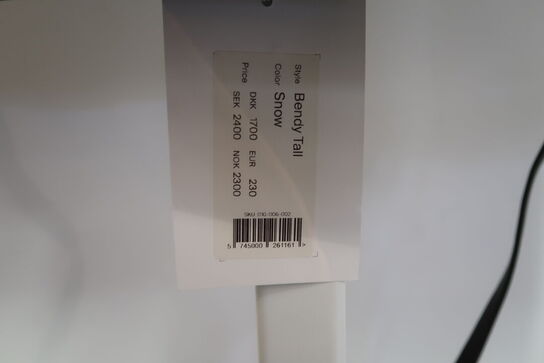 Style Bendy Tall
Color Snow
Price DKK 1700 EUR 230
SEK 2400 NOK 2300
SKU 010-006-002
5 745000 261161 >